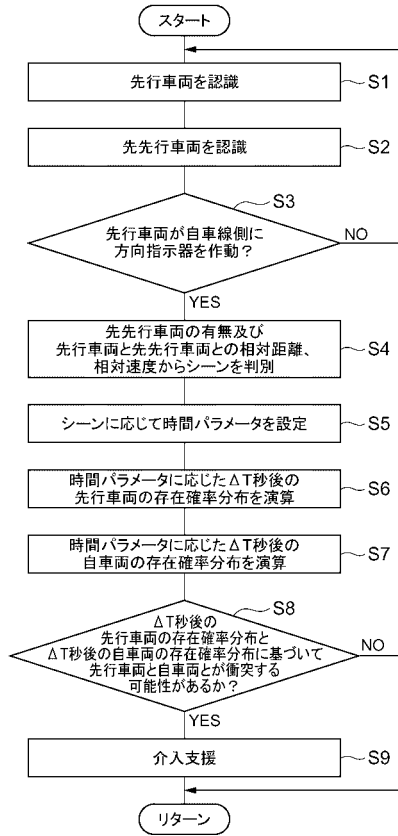 スタート
先行車両を認識
S1
先先行車両を認識
S2
S3
先行車両が自車線側に
方向指示器を作動？
NO
YES
先先行車両の有無及び
先行車両と先先行車両との相対距離、
相対速度からシーンを判別
S4
シーンに応じて時間パラメータを設定
S5
時間パラメータに応じたΔT秒後の
先行車両の存在確率分布を演算
S6
時間パラメータに応じたΔT秒後の
自車両の存在確率分布を演算
S7
S8
ΔT秒後の
先行車両の存在確率分布と
ΔT秒後の自車両の存在確率分布に基づいて
先行車両と自車両とが衝突する
可能性があるか？
NO
YES
介入支援
S9
リターン